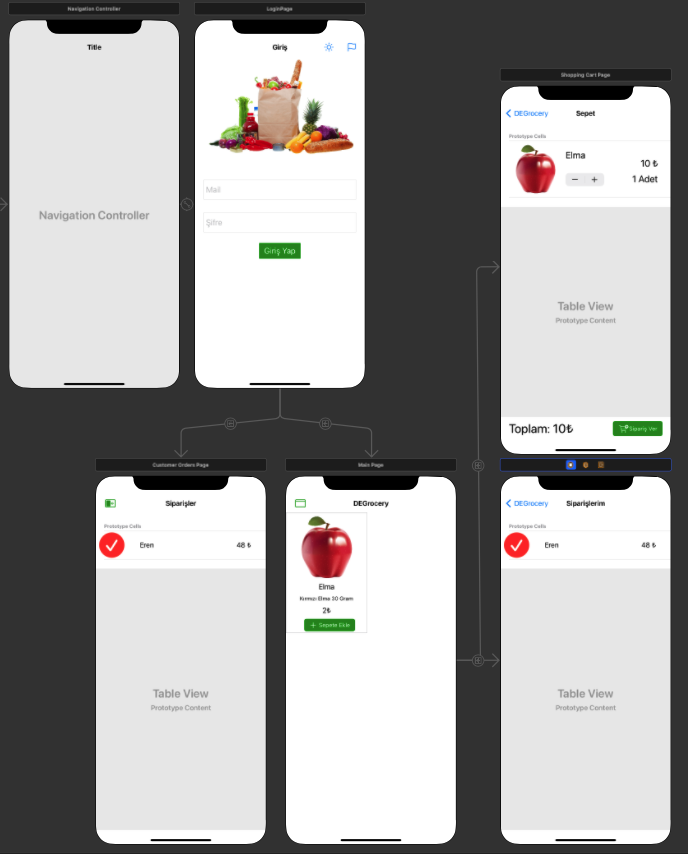 Navigation Controller
Title
Navigation Controller
LoginPage
Giriş
Mail
Şifre
Giriş Yap
Shopping Cart Page
DEGrocery
Sepet
Prototype Cells
Elma
10 ₺
1 Adet
Table View
Prototype Content
Toplam: 10₺
Sipariş Ver
Customer Orders Page
Siparişler
Prototype Cells
Eren
48 ₺
Table View
Prototype Content
Main Page
DEGrocery
Elma
Kırmızı Elma 30 Gram
2₺
Sepete Ekle
DEGrocery
Siparişlerim
Prototype Cells
Eren
48 ₺
Table View
Prototype Content